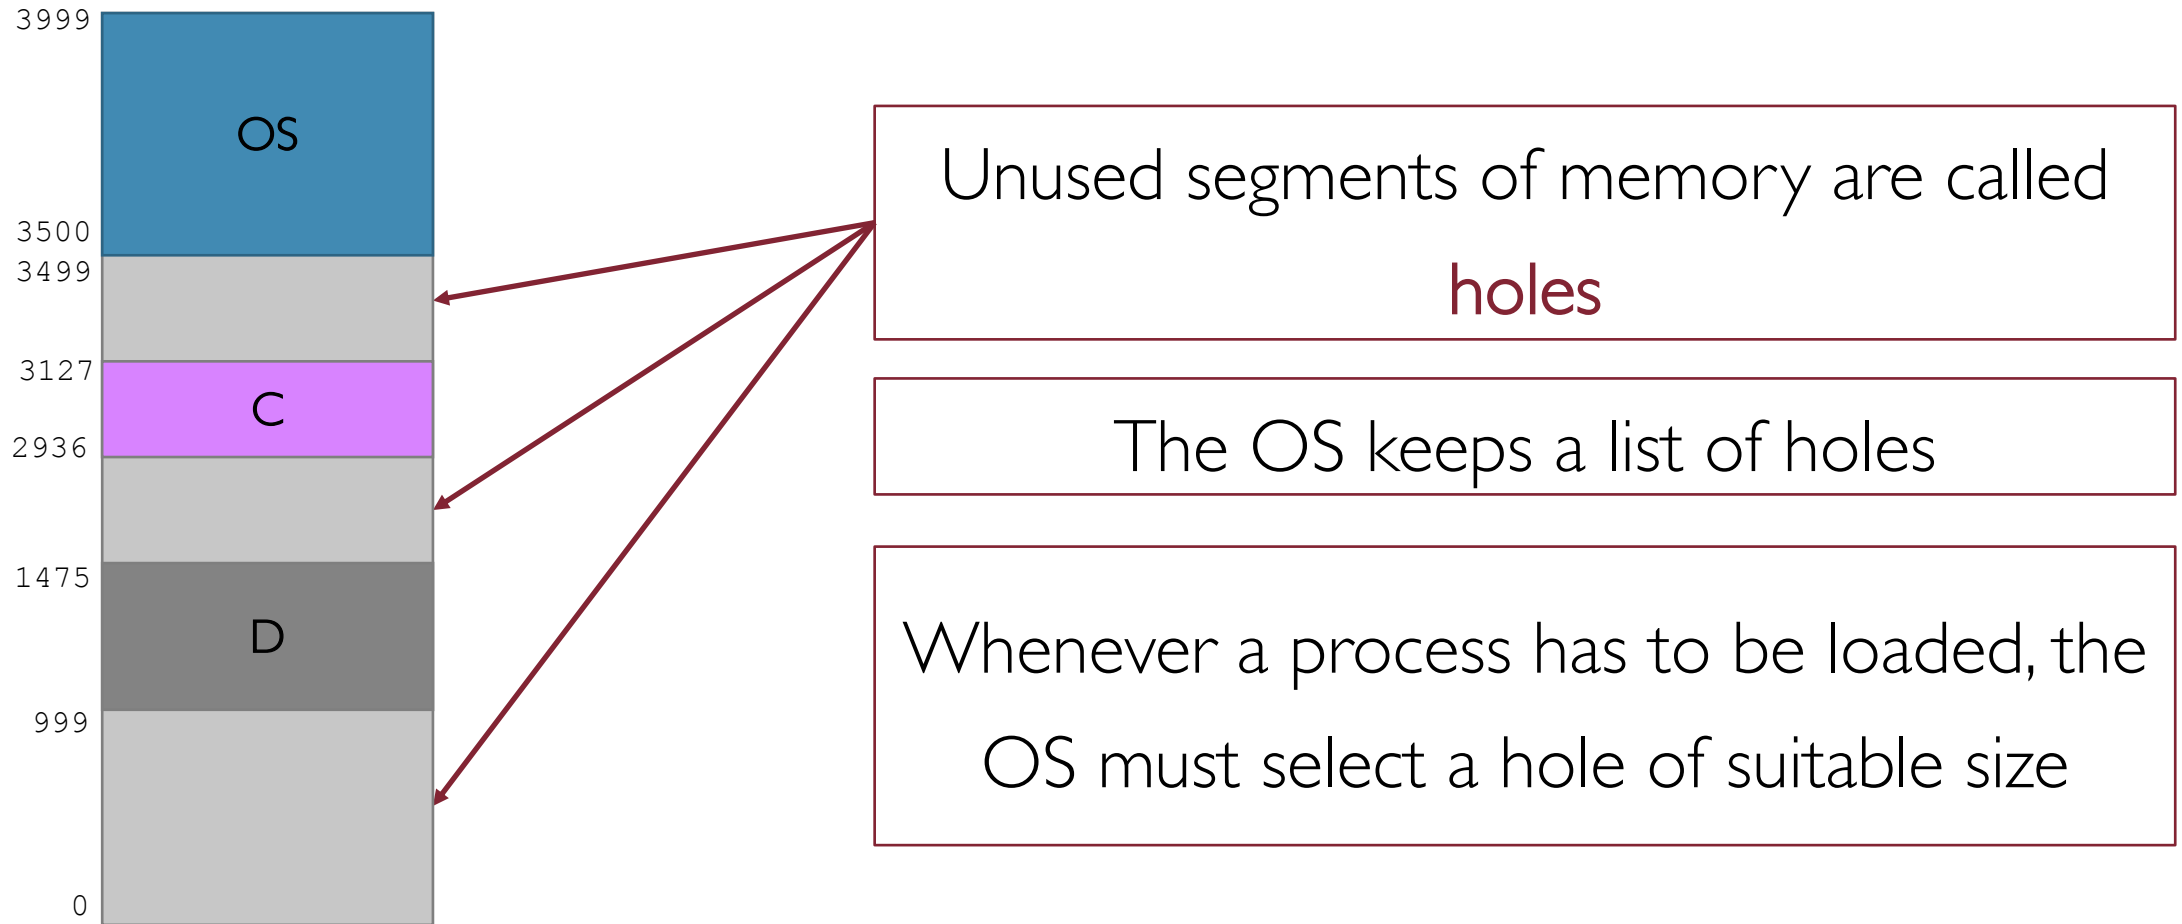 3999
OS
3500
3499
3127
C
2936
1475
D
999
0
Unused segments of memory are called
holes
The OS keeps a list of holes
Whenever a process has to be loaded, the
OS must select a hole of suitable size